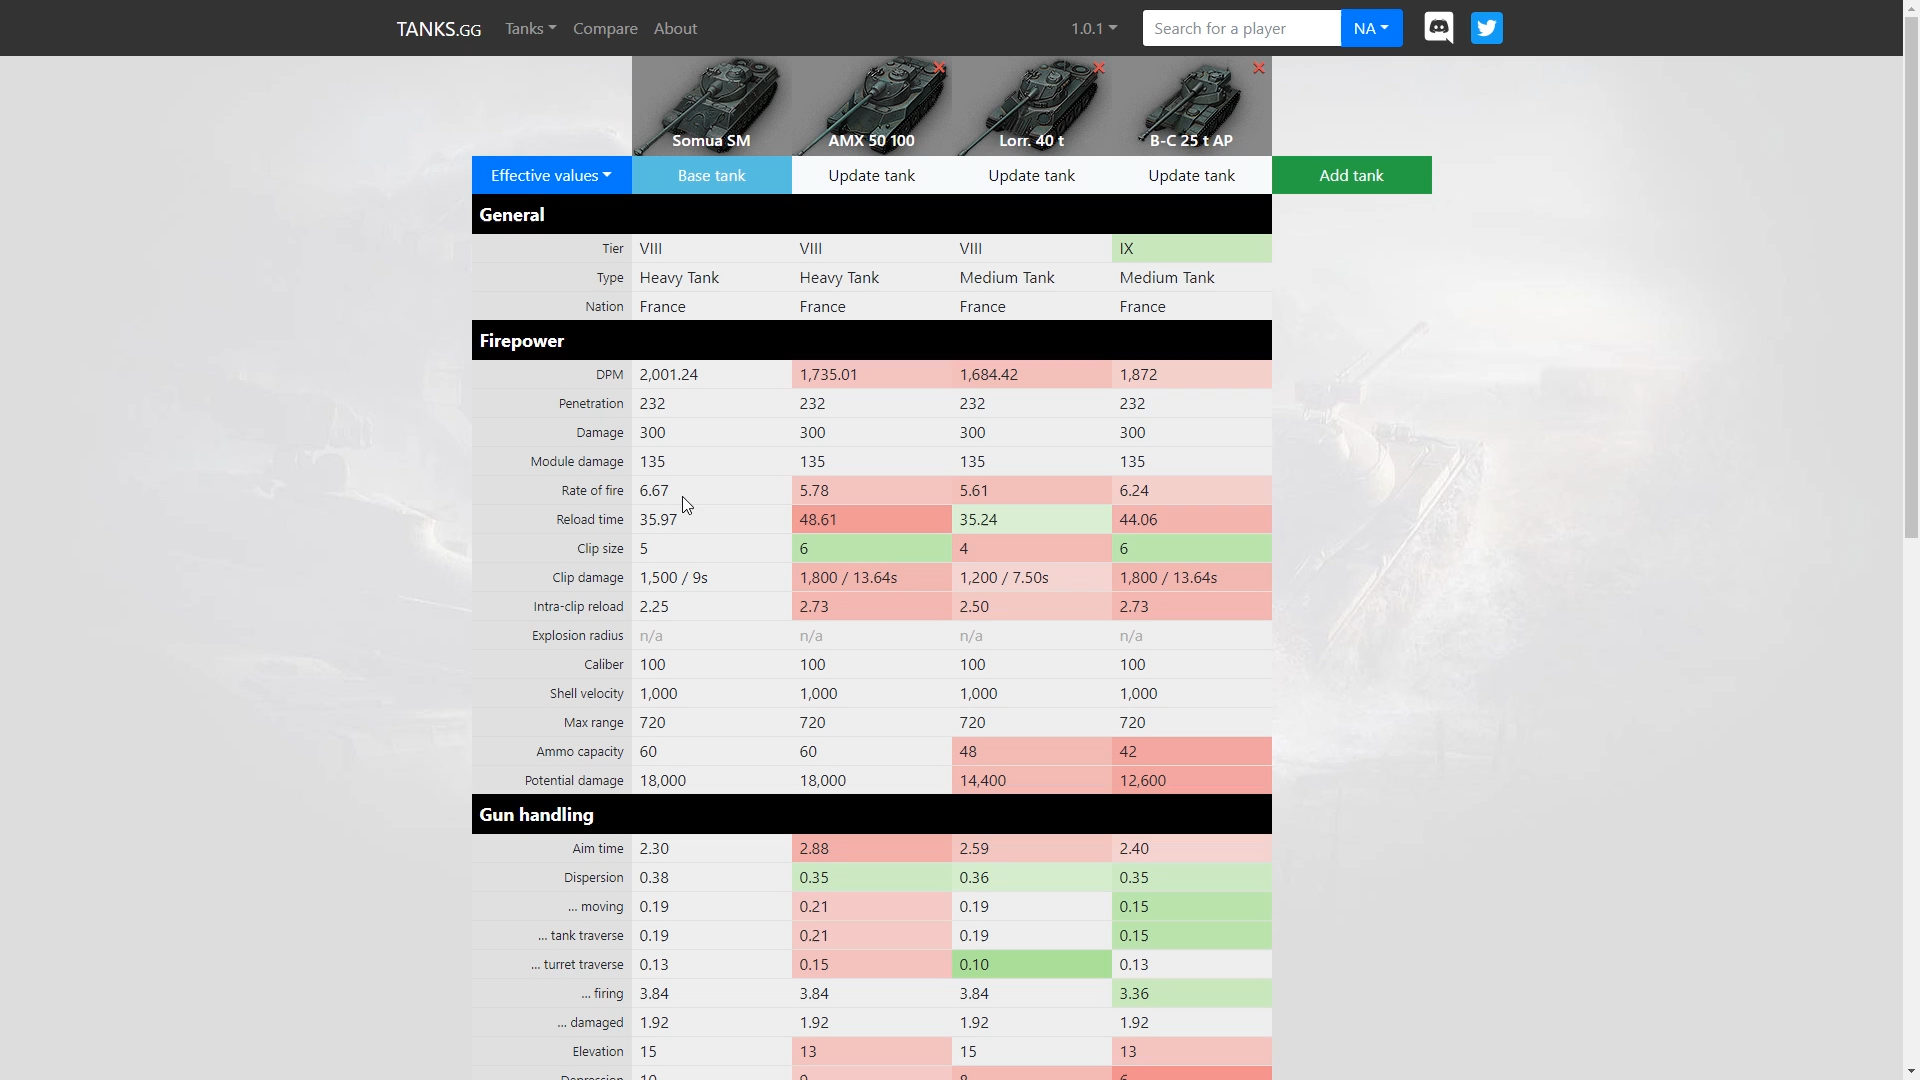 TANKS.GG Tanks Compare About 1.0.1 Search for a player NA
Somua SM AMX 50 100 Lorr. 40 t B-C 25 t AP
Effective values Base tank Update tank Update tank Update tank Add tank
General
Tier VIII VIII VIII IX
Type Heavy Tank Heavy Tank Medium Tank Medium Tank
Nation France France France France
Firepower
DPM 2,001.24 1,735.01 1,684.42 1,872
Penetration 232 232 232 232
Damage 300 300 300 300
Module damage 135 135 135 135
Rate of fire 6.67 5.78 5.61 6.24
Reload time 35.97 48.61 35.24 44.06
Clip size 5 6 4 6
Clip damage 1,500 / 9s 1,800 / 13.64s 1,200 / 7.50s 1,800 / 13.64s
Intra-clip reload 2.25 2.73 2.50 2.73
Explosion radius n/a n/a n/a n/a
Caliber 100 100 100 100
Shell velocity 1,000 1,000 1,000 1,000
Max range 720 720 720 720
Ammo capacity 60 60 48 42
Potential damage 18,000 18,000 14,400 12,600
Gun handling
Aim time 2.30 2.88 2.59 2.40
Dispersion 0.38 0.35 0.36 0.35
... moving 0.19 0.21 0.19 0.15
... tank traverse 0.19 0.21 0.19 0.15
... turret traverse 0.13 0.15 0.10 0.13
... firing 3.84 3.84 3.84 3.36
... damaged 1.92 1.92 1.92 1.92
Elevation 15 13 15 13
Depression 10